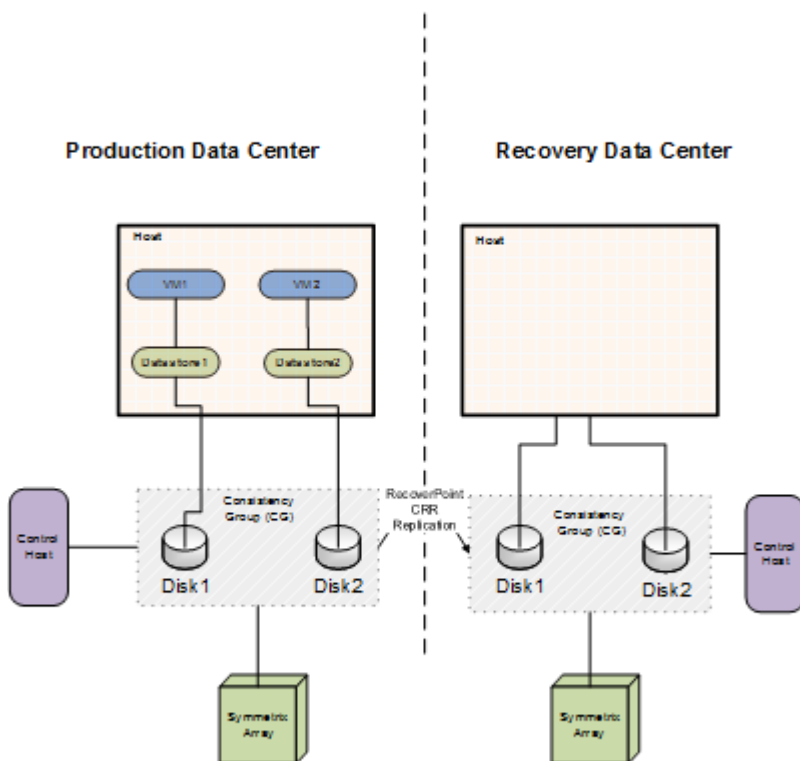 Production Data Center
Recovery Data Center
Host
VM1
VM2
Datastore1
Datastore2
Host
Control
Host
Consistency
Group (CG)
Disk1
Disk2
RecoverPoint
CRR
Replication
Consistency
Group (CG)
Disk1
Disk2
Control
Host
Symmetrix
Array
Symmetrix
Array